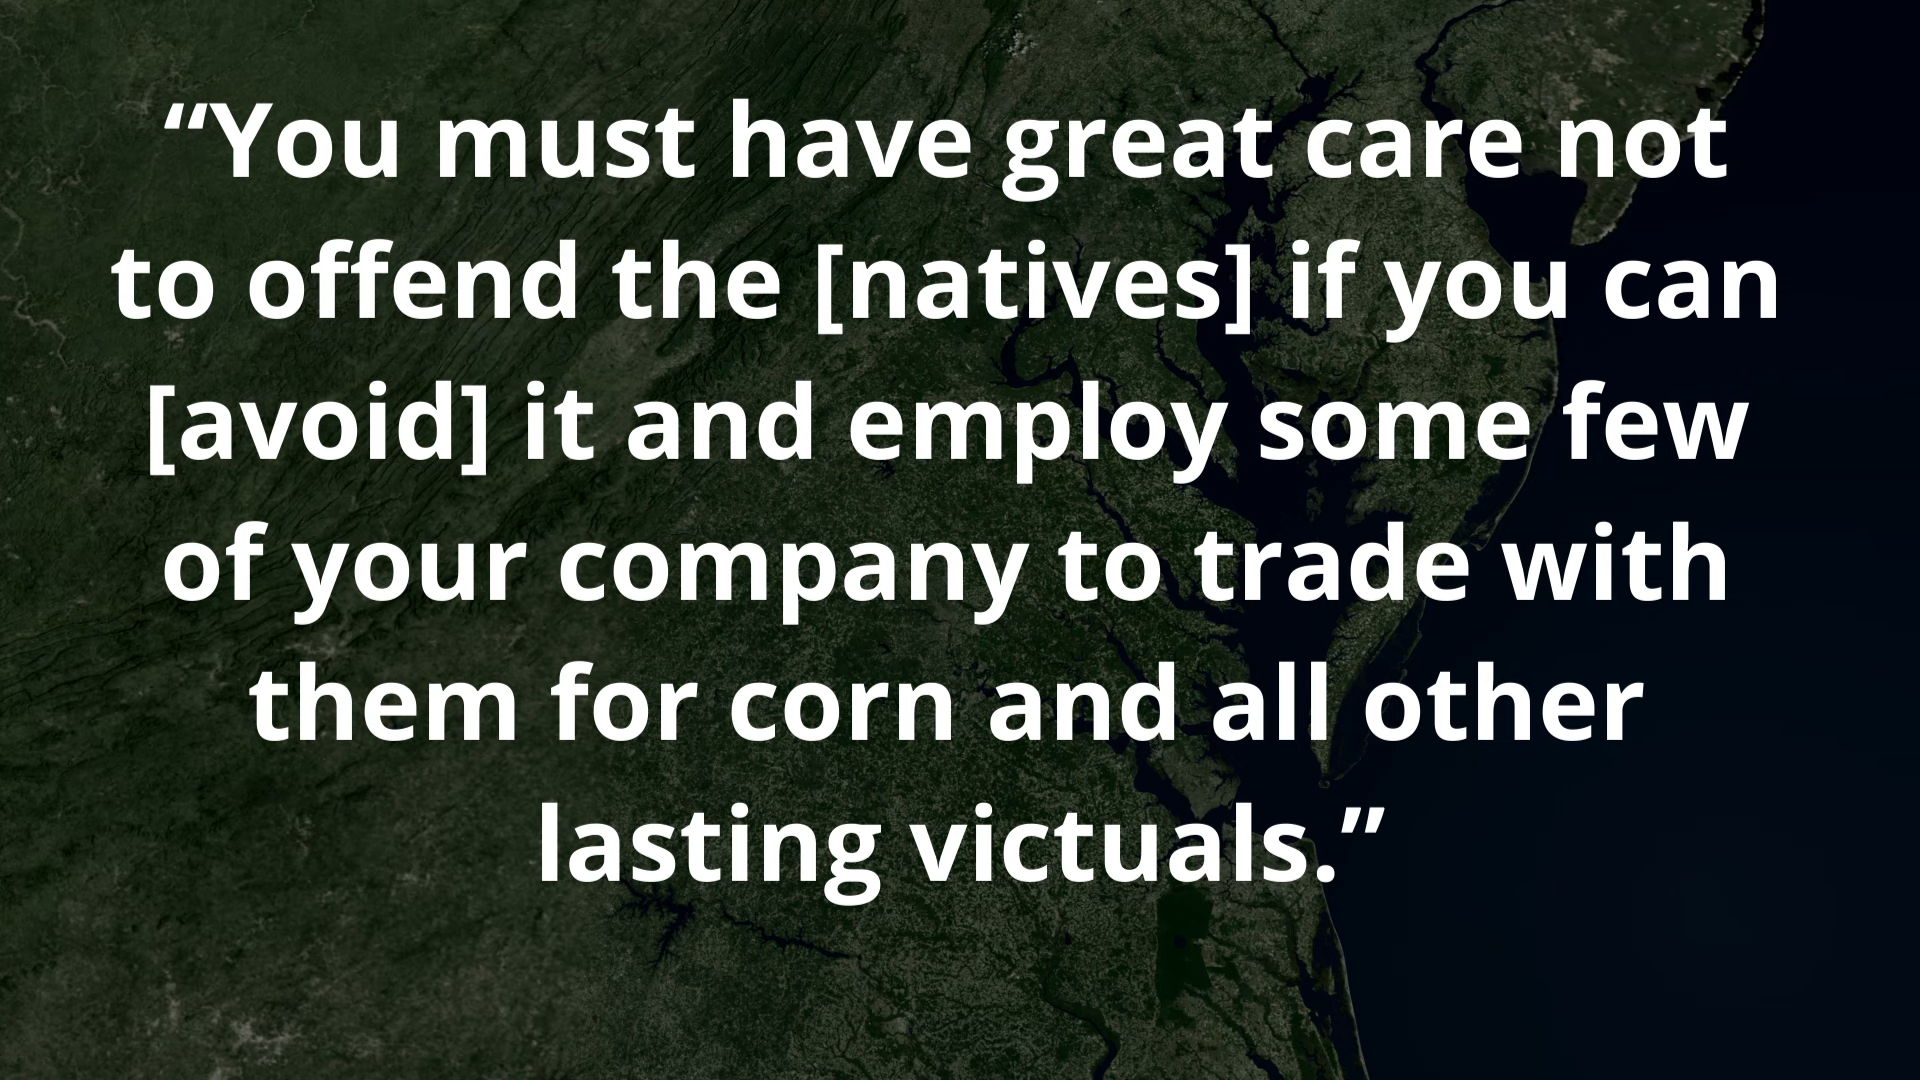 “You must have great care not
to offend the [natives] if you can
[avoid] it and employ some few
of your company to trade with
them for corn and all other
lasting victuals.”